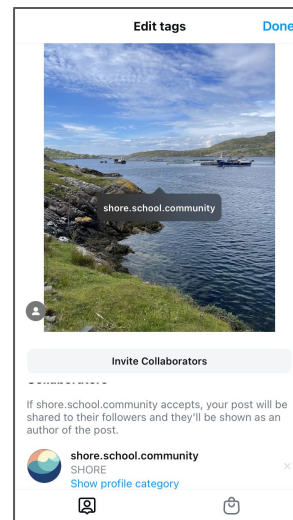 Edit tags
Done
shore.school.community
Invite Collaborators
If shore.school.community accepts, your post will be
shared to their followers and they'll be shown as an
author of the post.
shore.school.community
SHORE
Show profile category